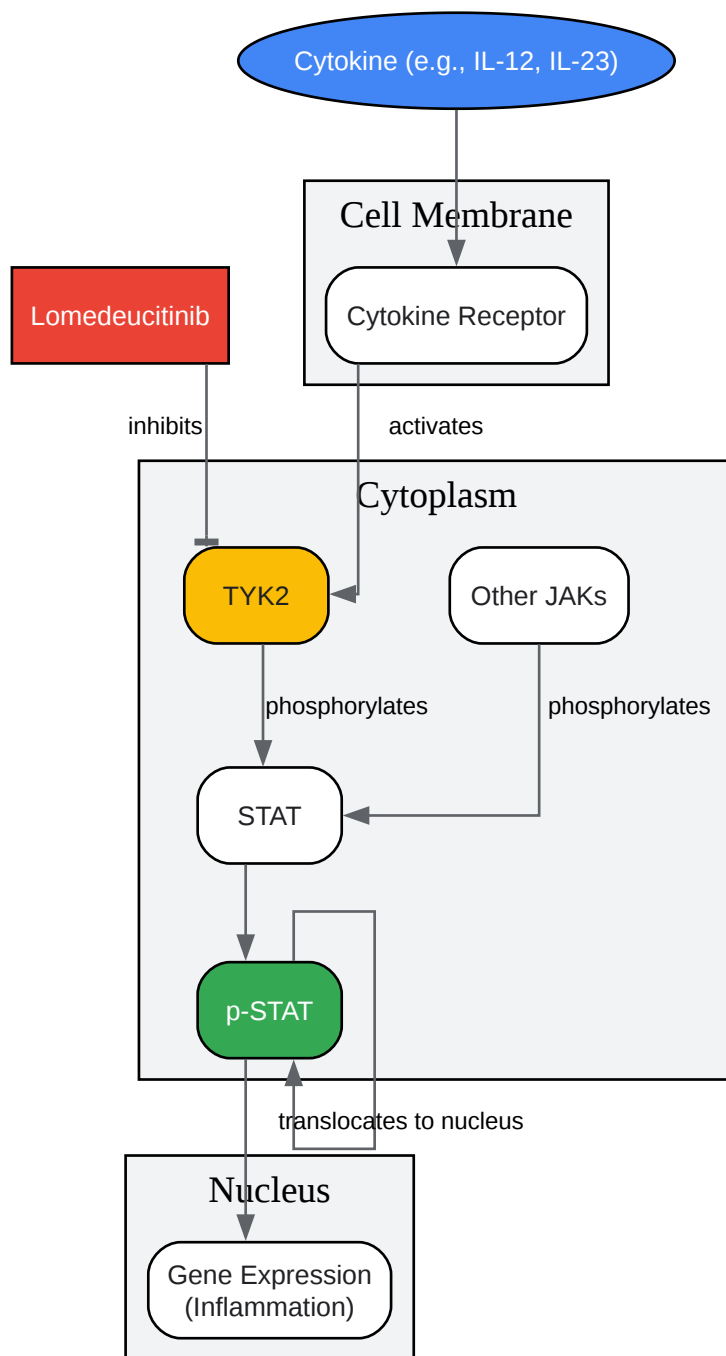 Cytokine (e.g., IL-12, IL-23)
Cell Membrane
Lomedeucitinib
Cytokine Receptor
inhibits
activates
Cytoplasm
TYK2
Other JAKs
phosphorylates
phosphorylates
STAT
p-STAT
translocates to nucleus
Nucleus
Gene Expression
(Inflammation)